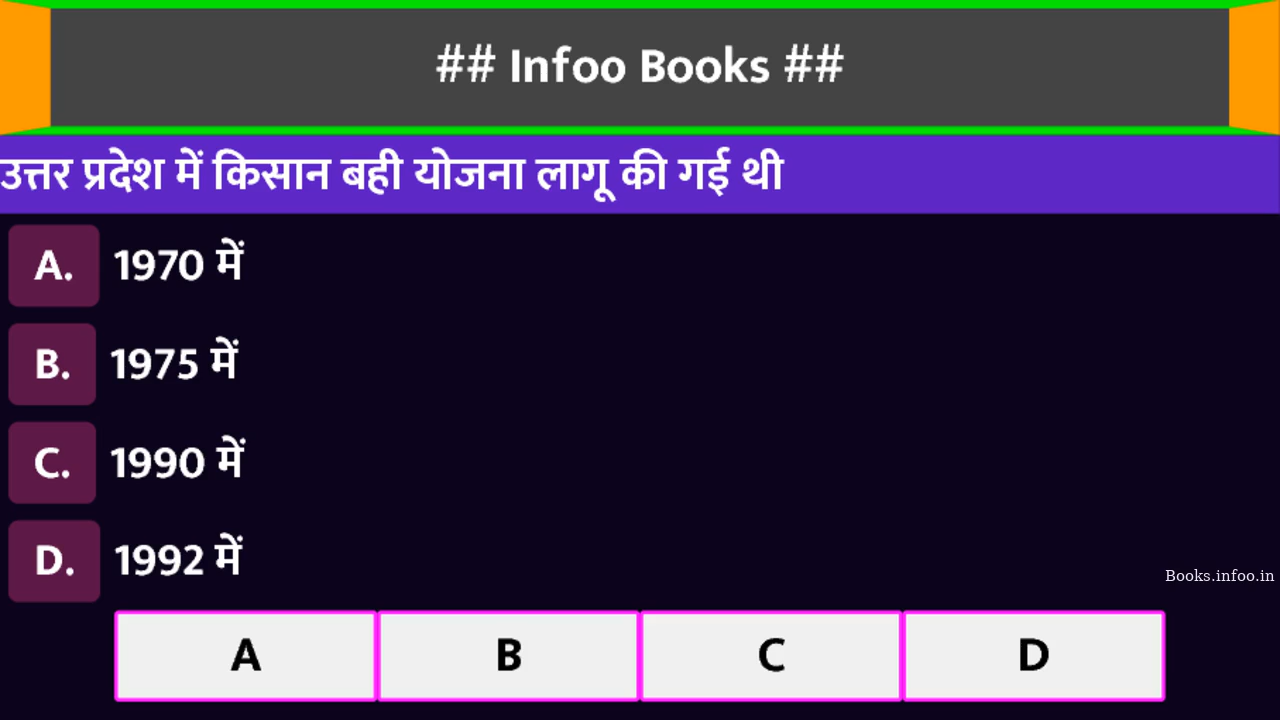 ## Infoo Books ##
उत्तर प्रदेश में किसान बही योजना लागू की गई थी
A. 1970 में
B. 1975 में
C. 1990 में
D. 1992 में
Books.infoo.in
A B C D